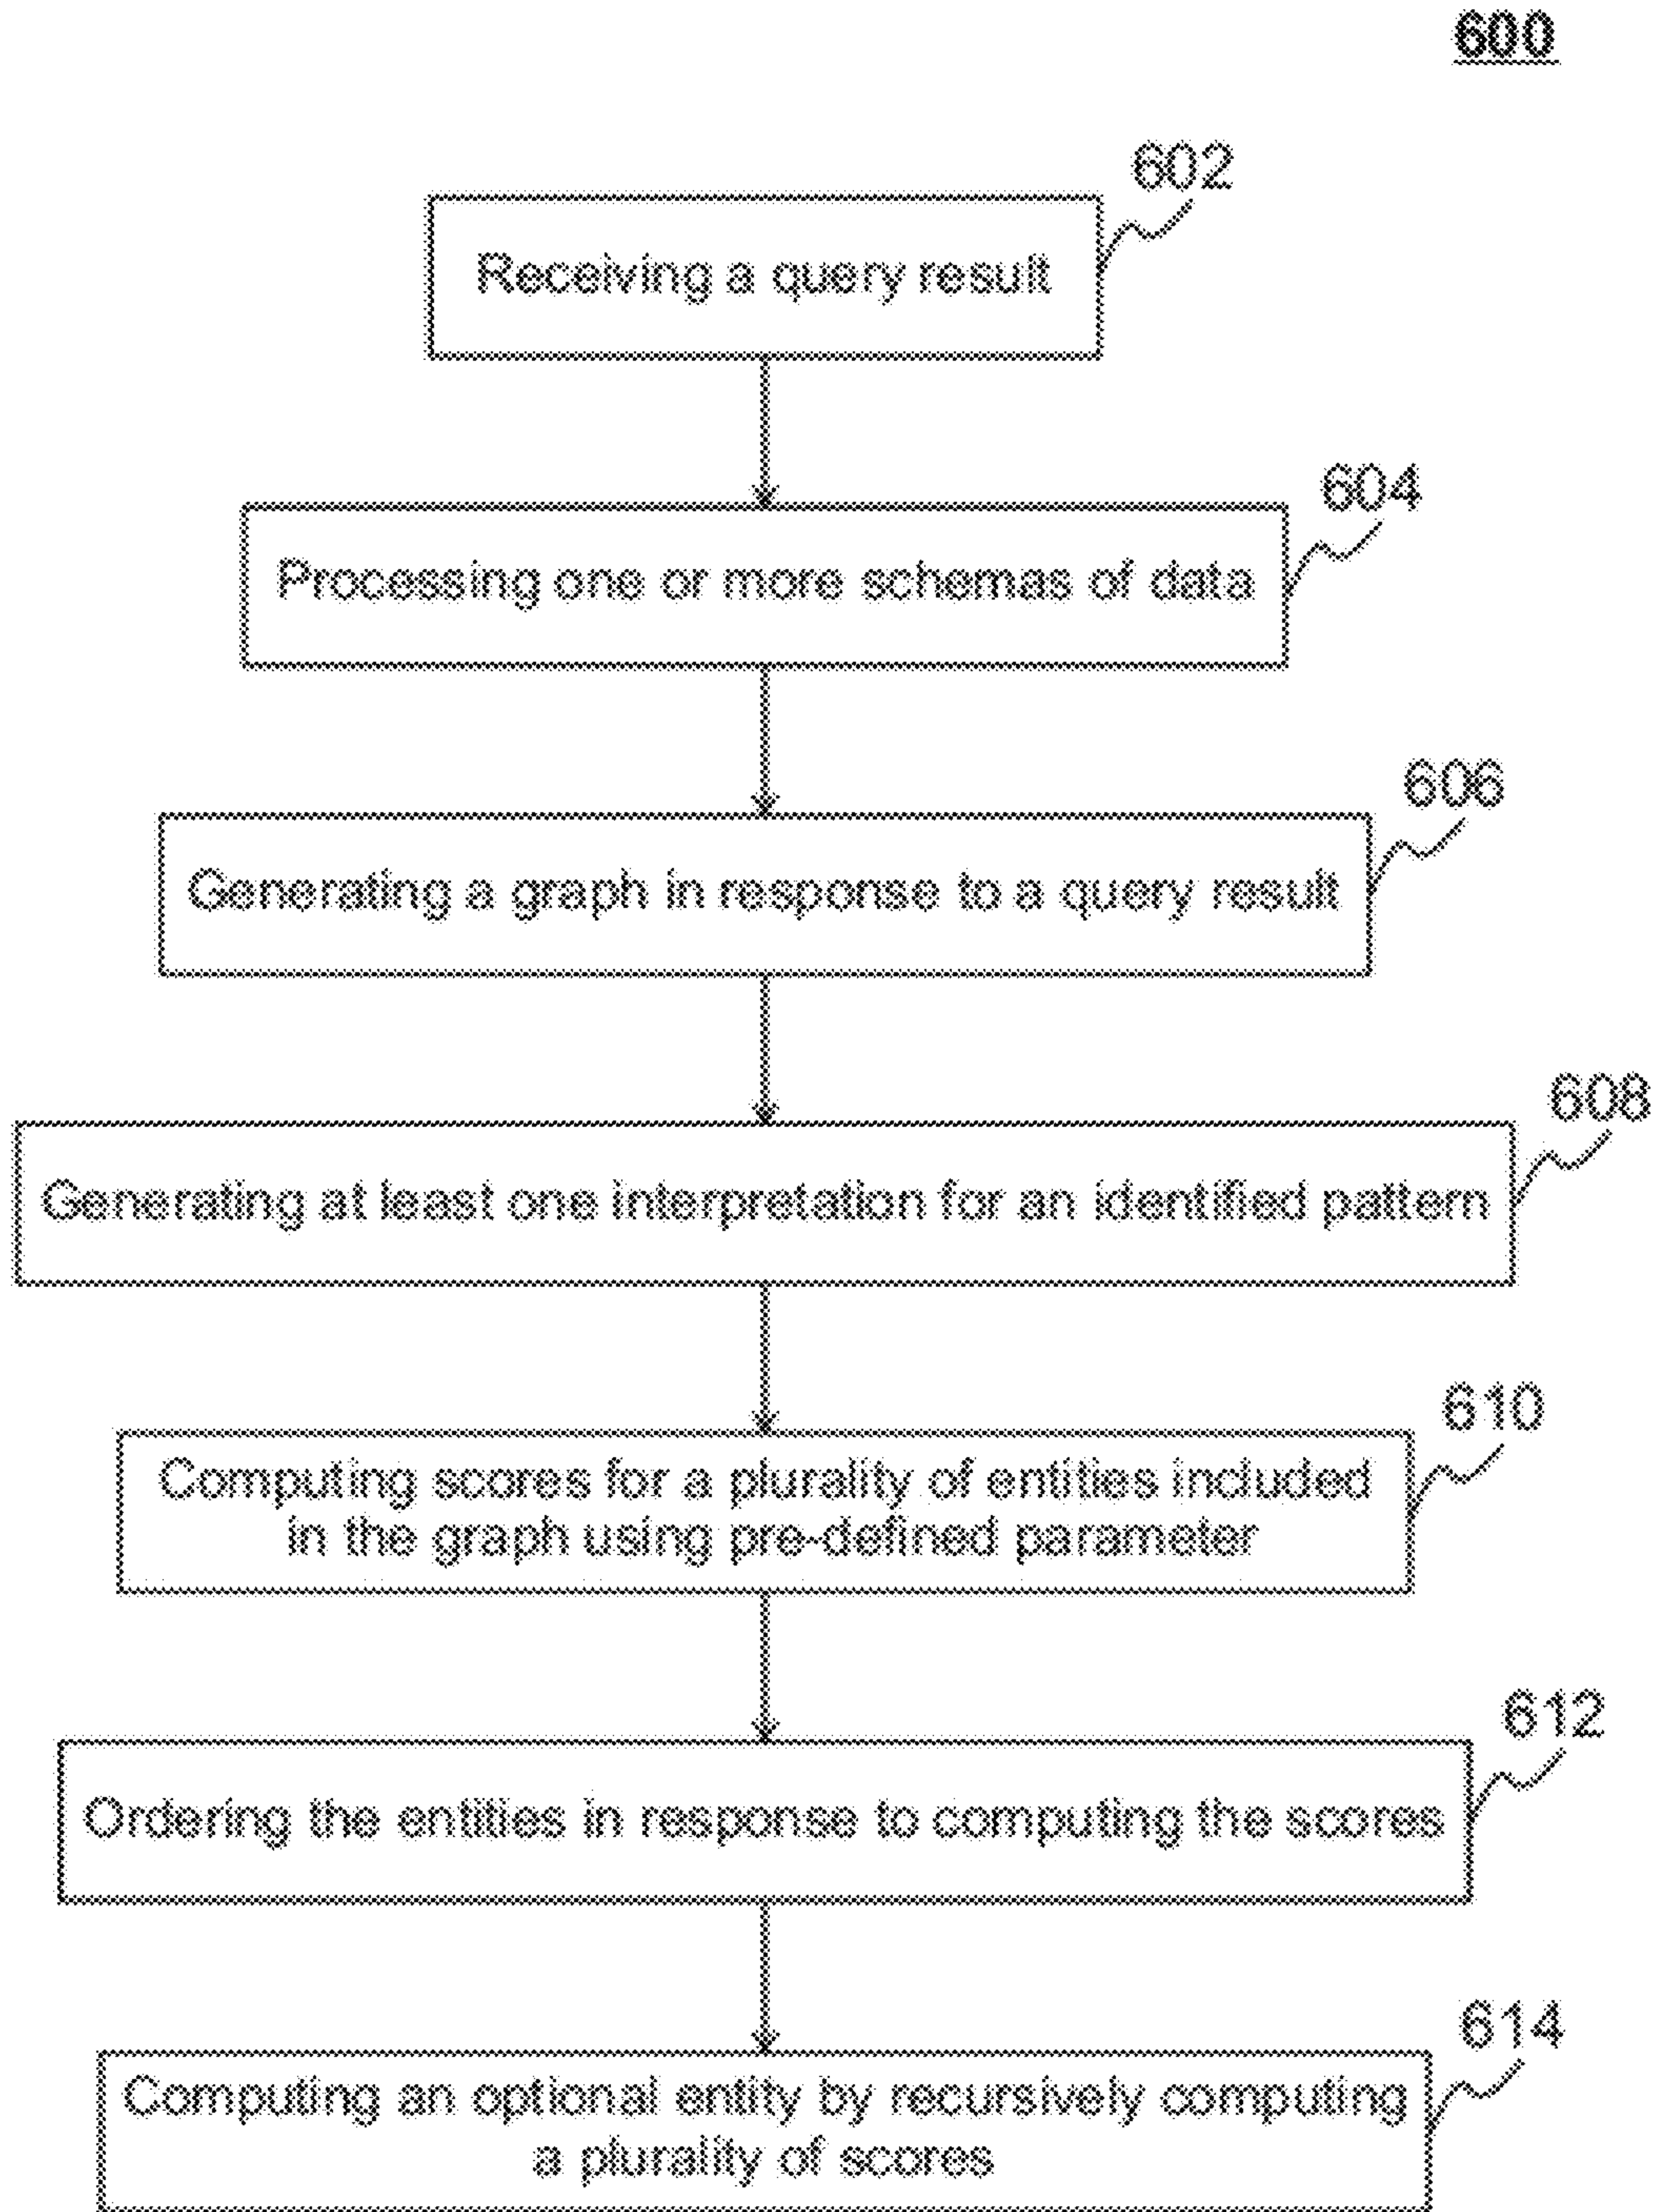 600
602
Receiving a query result
604
Processing one or more schemas of data
606
Generating a graph in response to a query result
608
Generating at least one interpretation for an identified pattern
610
Computing scores for a plurality of entities included
in the graph using pre-defined parameter
612
Ordering the entities in response to computing the scores
614
Computing an optional entity by recursively computing
a plurality of scores